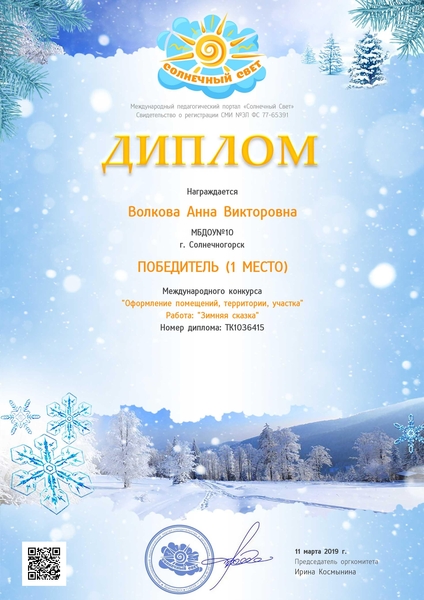 СОЛНЕЧНЫЙ СВЕТ
Международный педагогический портал «Солнечный Свет»
Свидетельство о регистрации СМИ №ЭЛ ФС 77-65391
ДИПЛОМ
Награждается
Волкова Анна Викторовна
МБДОУ№10
г. Солнечногорск
ПОБЕДИТЕЛЬ (1 МЕСТО)
Международного конкурса
"Оформление помещений, территории, участка"
Работа: "Зимняя сказка"
Номер диплома: ТК1036415
11 марта 2019 г.
Председатель оргкомитета
Ирина Космынина